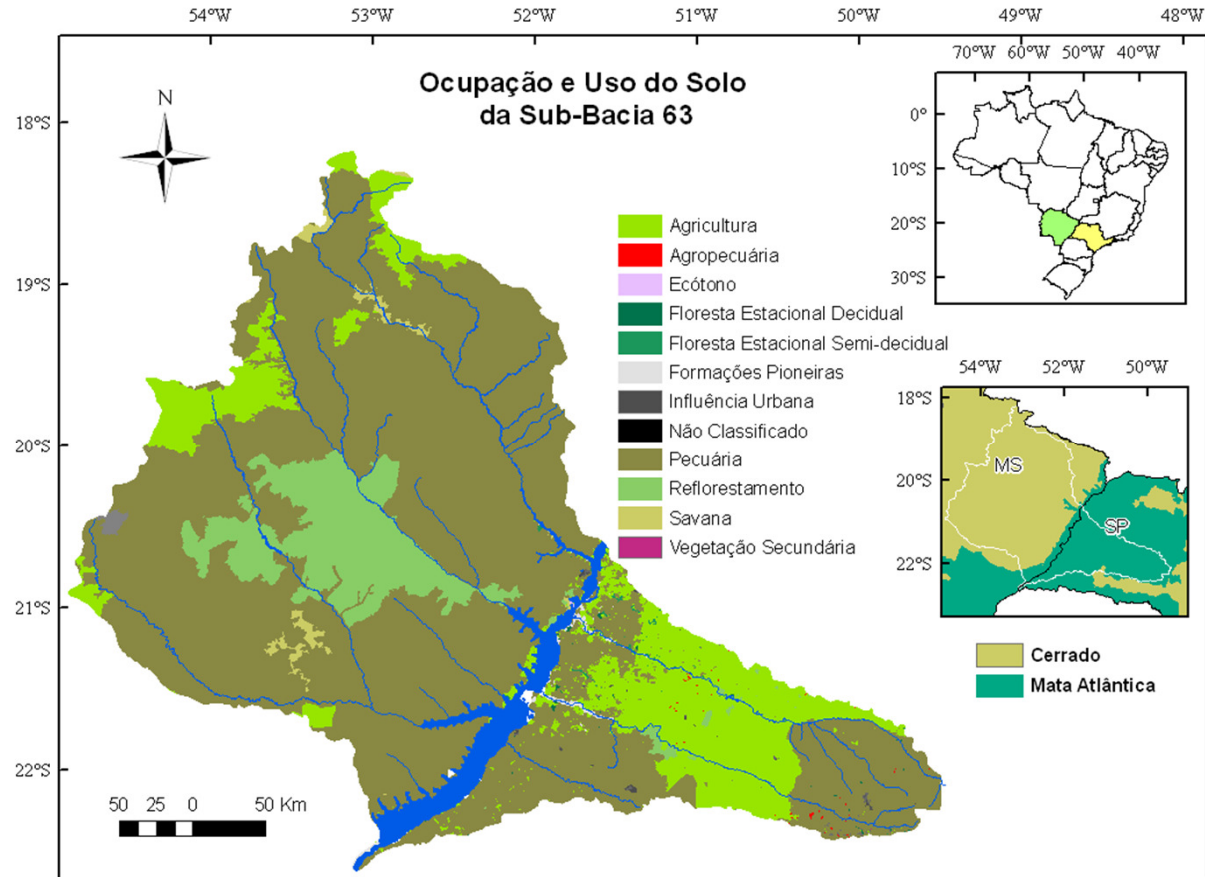 54°W 53°W 52°W 51°W 50°W 49°W 48°W
Ocupação e Uso do Solo
da Sub-Bacia 63
N
18°S
19°S
20°S
21°S
22°S
Agricultura
Agropecuária
Ecótono
Floresta Estacional Decidual
Floresta Estacional Semi-decidual
Formações Pioneiras
Influência Urbana
Não Classificado
Pecuária
Reflorestamento
Savana
Vegetação Secundária
50 25 0 50 Km
70°W 60°W 50°W 40°W
0°
10°S
20°S
30°S
54°W 52°W 50°W
18°S
20°S
22°S
MS
SP
Cerrado
Mata Atlântica